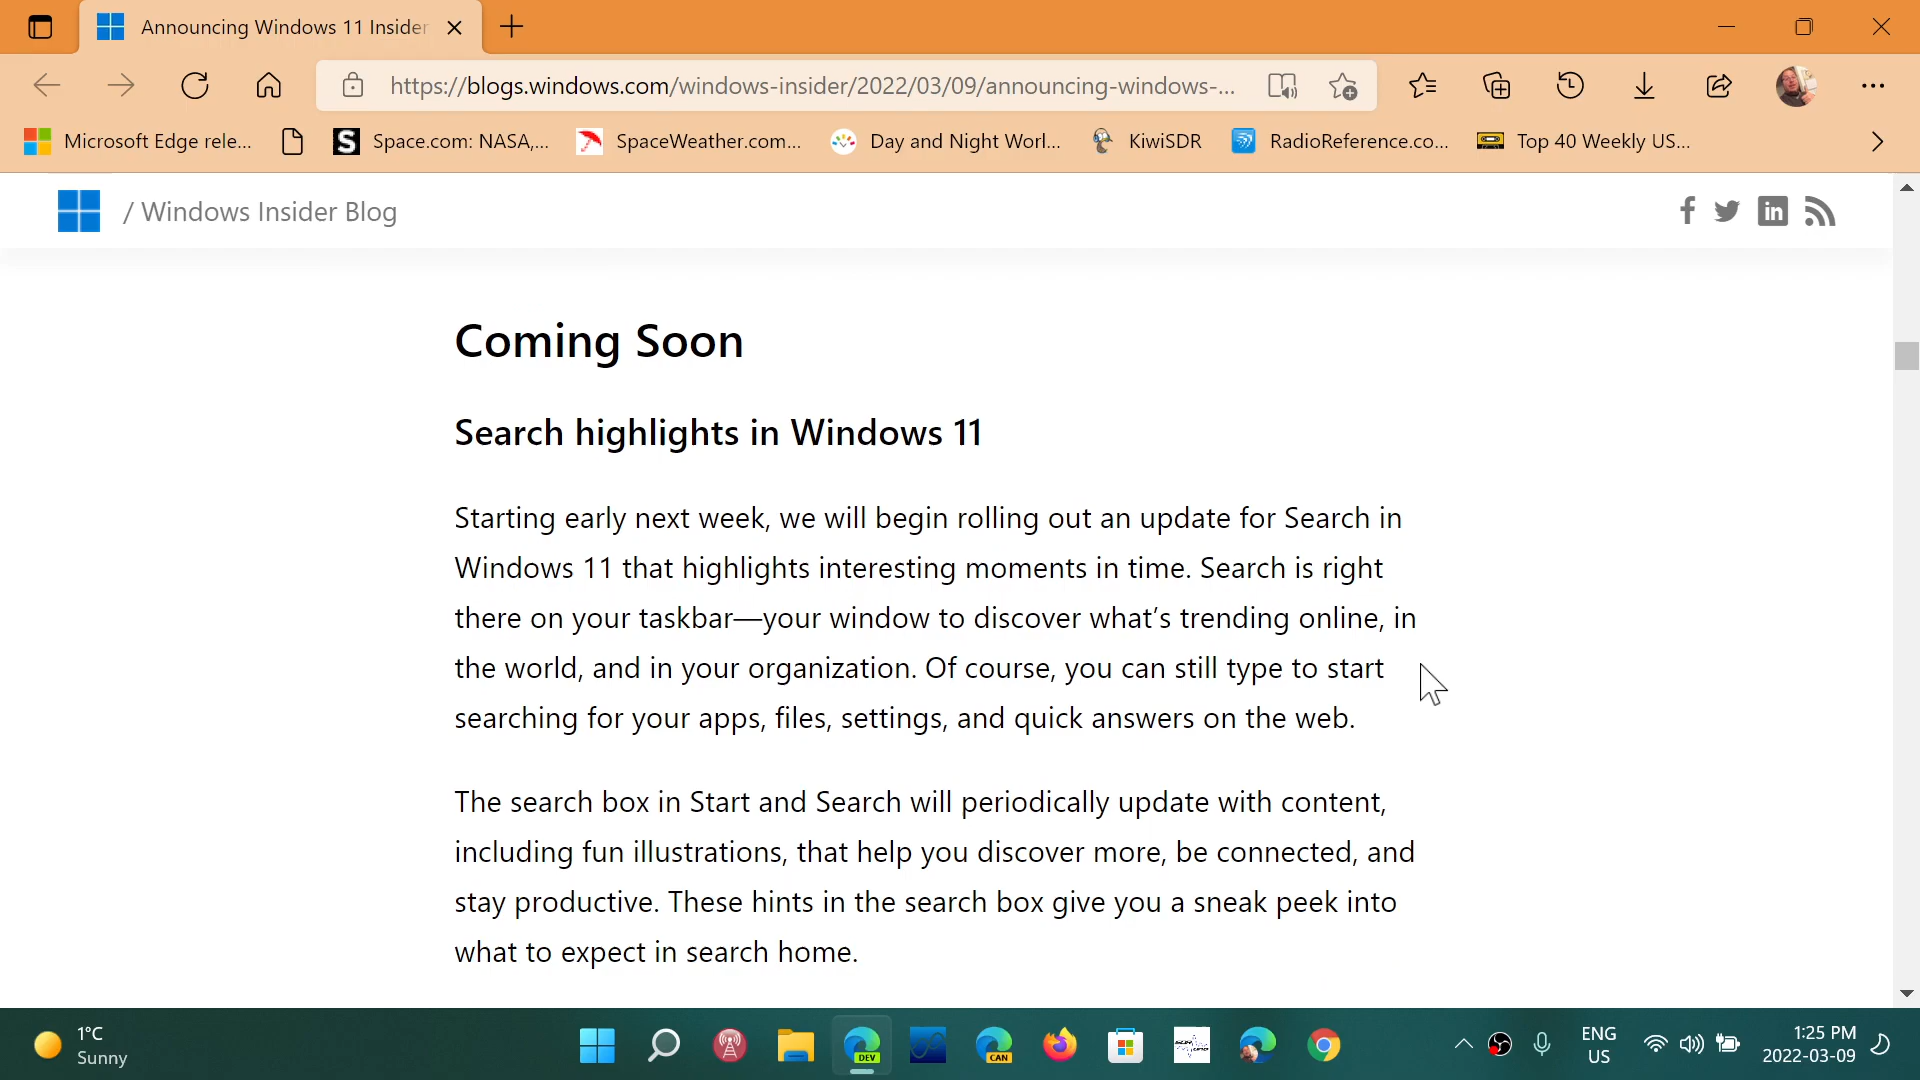 Announcing Windows 11 Insider
https://blogs.windows.com/windows-insider/2022/03/09/announcing-windows-...
Microsoft Edge rele...
Space.com: NASA,...
SpaceWeather.com...
Day and Night Worl...
KiwiSDR
RadioReference.co...
Top 40 Weekly US...
/ Windows Insider Blog
Coming Soon
Search highlights in Windows 11
Starting early next week, we will begin rolling out an update for Search in
Windows 11 that highlights interesting moments in time. Search is right
there on your taskbar—your window to discover what’s trending online, in
the world, and in your organization. Of course, you can still type to start
searching for your apps, files, settings, and quick answers on the web.
The search box in Start and Search will periodically update with content,
including fun illustrations, that help you discover more, be connected, and
stay productive. These hints in the search box give you a sneak peek into
what to expect in search home.
1°C
Sunny
DEV
CAN
ENG
US
1:25 PM
2022-03-09